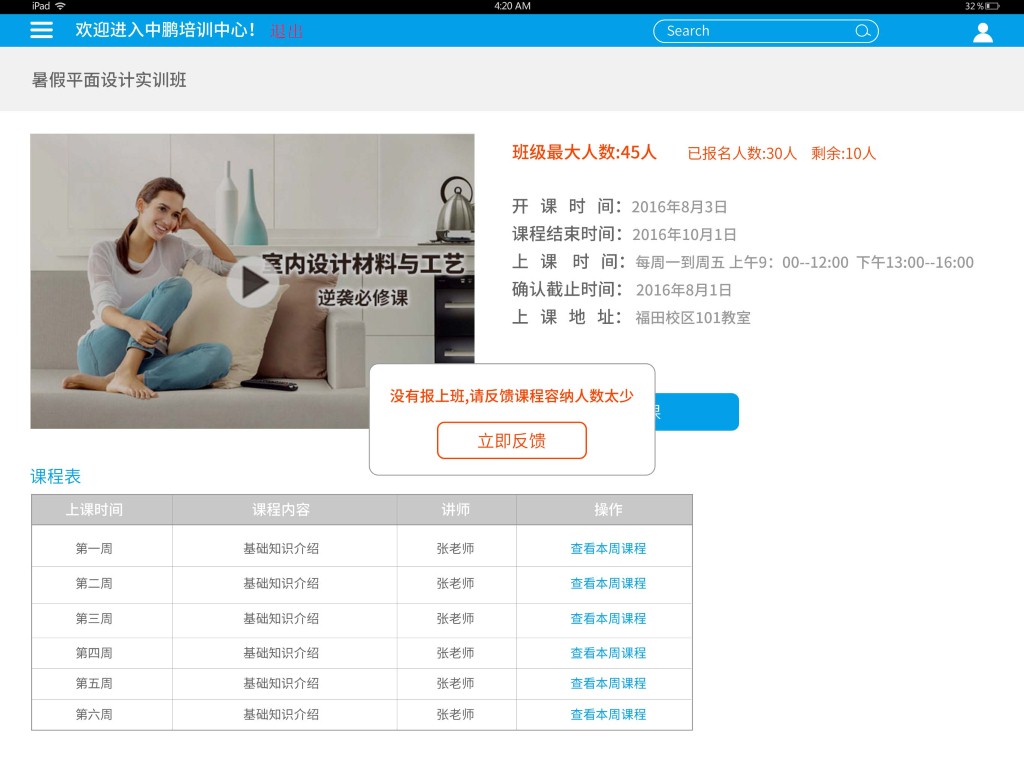 iPad 4:20 AM 32%
欢迎进入中鹏培训中心! 退出 Search
暑假平面设计实训班
室内设计材料与工艺
逆袭必修课
班级最大人数:45人 已报名人数:30人 剩余:10人
开课时间：2016年8月3日
课程结束时间：2016年10月1日
上课时间：每周一到周五 上午9：00--12:00 下午13:00--16:00
确认截止时间：2016年8月1日
上课地址：福田校区101教室
没有报上班,请反馈课程容纳人数太少
立即反馈
课程表
上课时间 课程内容 讲师 操作
第一周 基础知识介绍 张老师 查看本周课程
第二周 基础知识介绍 张老师 查看本周课程
第三周 基础知识介绍 张老师 查看本周课程
第四周 基础知识介绍 张老师 查看本周课程
第五周 基础知识介绍 张老师 查看本周课程
第六周 基础知识介绍 张老师 查看本周课程